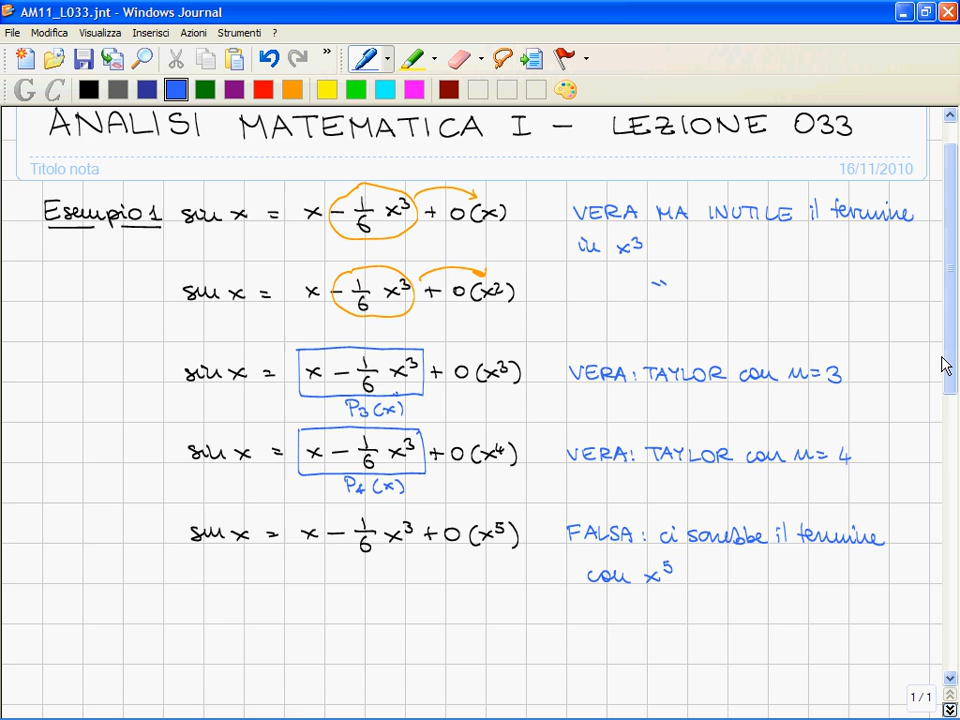 AM11_L033.jnt - Windows Journal
File Modifica Visualizza Inserisci Azioni Strumenti ?
»
G C
ANALISI MATEMATICA I - LEZIONE 033
Titolo nota 16/11/2010
Esempio 1 sin x = x - 1/6 x³ + o(x) VERA MA INUTILE il termine
in x³
sin x = x - 1/6 x³ + o(x²) "
sin x = x - 1/6 x³ + o(x³) VERA: TAYLOR con n=3
P₃(x)
sin x = x - 1/6 x³ + o(x⁴) VERA: TAYLOR con n=4
P₄(x)
sin x = x - 1/6 x³ + o(x⁵) FALSA: ci sarebbe il termine
con x⁵
1/1